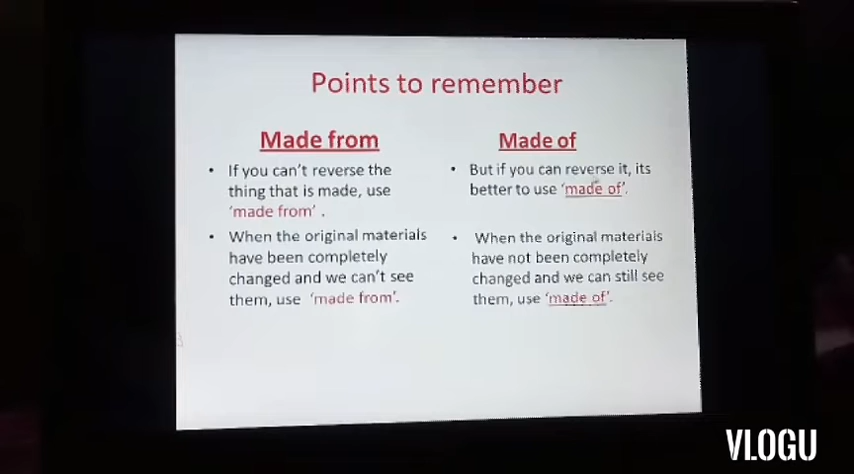 Points to remember
Made from
• If you can't reverse the
thing that is made, use
'made from' .
• When the original materials
have been completely
changed and we can't see
them, use 'made from'.
Made of
• But if you can reverse it, its
better to use 'made of'.
• When the original materials
have not been completely
changed and we can still see
them, use 'made of'.
VLOGU